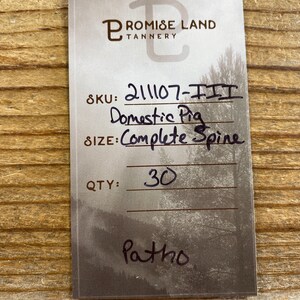 PROMISE LAND
TANNERY
SKU: 211107-III
Domestic Pig
SIZE: Complete Spine
QTY: 30
Patho